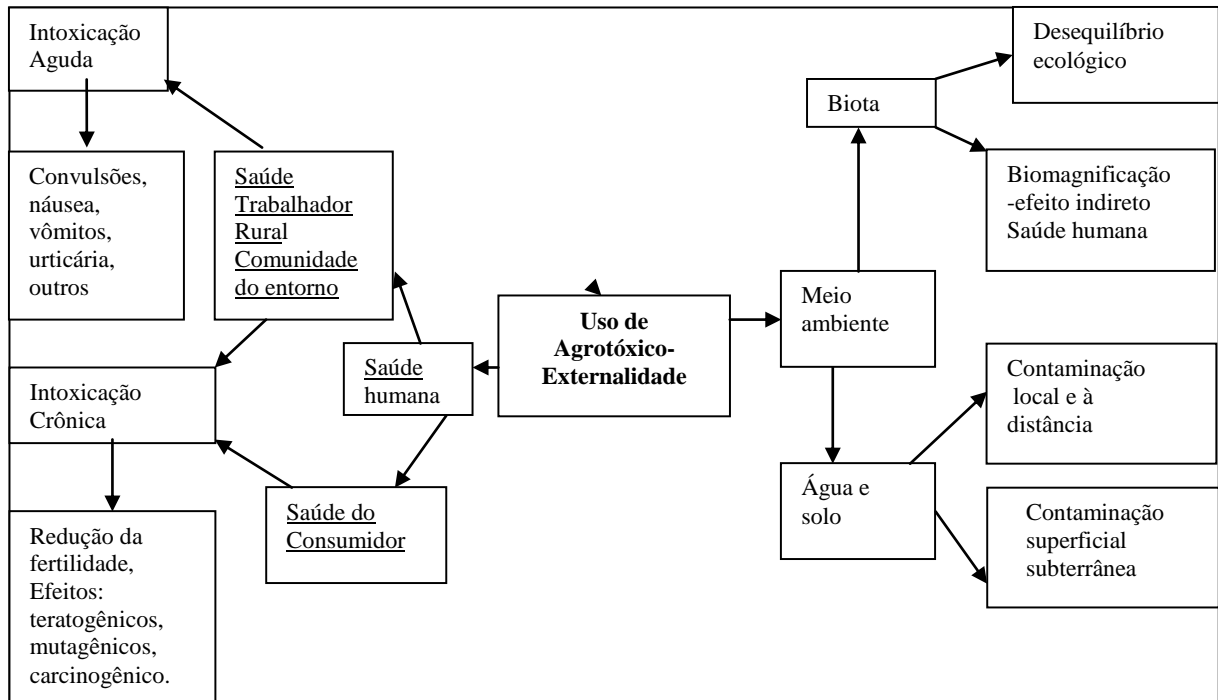 Intoxicação
Aguda
Convulsões,
náusea,
vômitos,
urticária,
outros
Saúde
Trabalhador
Rural
Comunidade
do entorno
Intoxicação
Crônica
Redução da
fertilidade,
Efeitos:
teratogênicos,
mutagênicos,
carcinogênico.
Saúde
humana
Saúde do
Consumidor
Uso de
Agrotóxico-
Externalidade
Meio
ambiente
Biota
Desequilíbrio
ecológico
Biomagnificação
-efeito indireto
Saúde humana
Água e
solo
Contaminação
local e à
distância
Contaminação
superficial
subterrânea